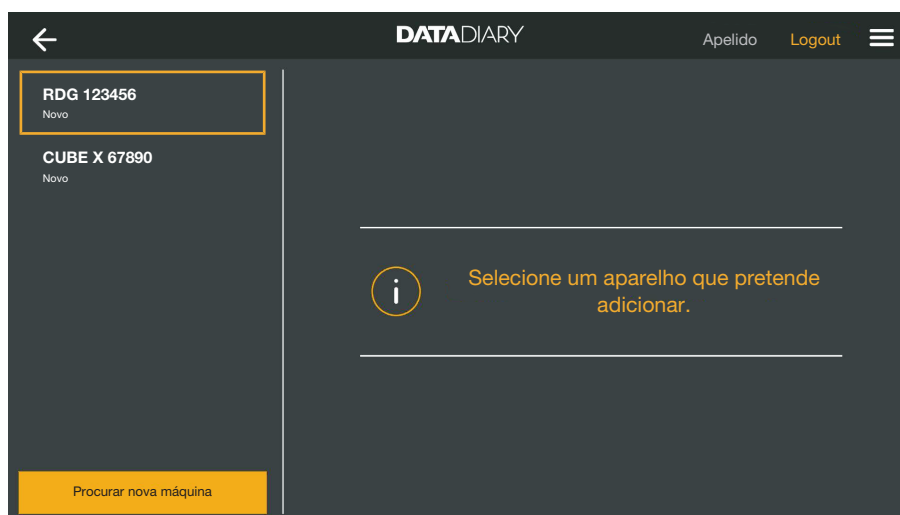 DATADIARY
Apelido Logout
RDG 123456
Novo
CUBE X 67890
Novo
i
Selecione um aparelho que pretende
adicionar.
Procurar nova máquina